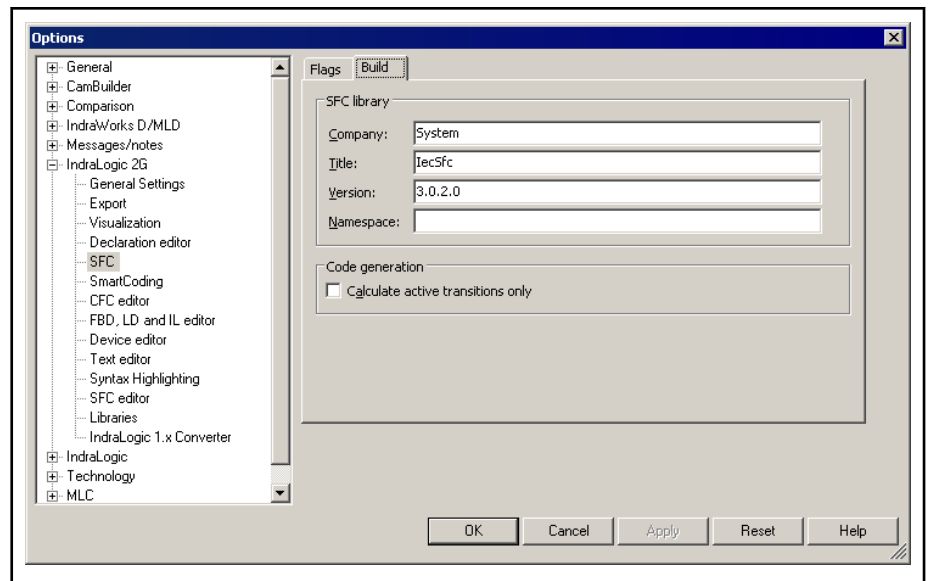 Options
General
CamBuilder
Comparison
IndraWorks D/MLD
Messages/notes
IndraLogic 2G
General Settings
Export
Visualization
Declaration editor
SFC
SmartCoding
CFC editor
FBD, LD and IL editor
Device editor
Text editor
Syntax Highlighting
SFC editor
Libraries
IndraLogic 1.x Converter
IndraLogic
Technology
MLC
Flags Build
SFC library
Company: System
Title: IecSfc
Version: 3.0.2.0
Namespace:
Code generation
Calculate active transitions only
OK Cancel Apply Reset Help